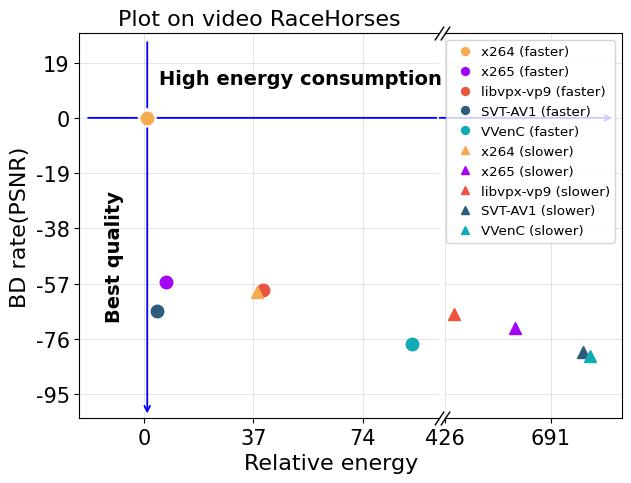 Plot on video RaceHorses
BD rate(PSNR)
19
0
-19
-38
-57
-76
-95
High energy consumption
Best quality
x264 (faster)
x265 (faster)
libvpx-vp9 (faster)
SVT-AV1 (faster)
VVenC (faster)
x264 (slower)
x265 (slower)
libvpx-vp9 (slower)
SVT-AV1 (slower)
VVenC (slower)
0 37 74 426 691
Relative energy